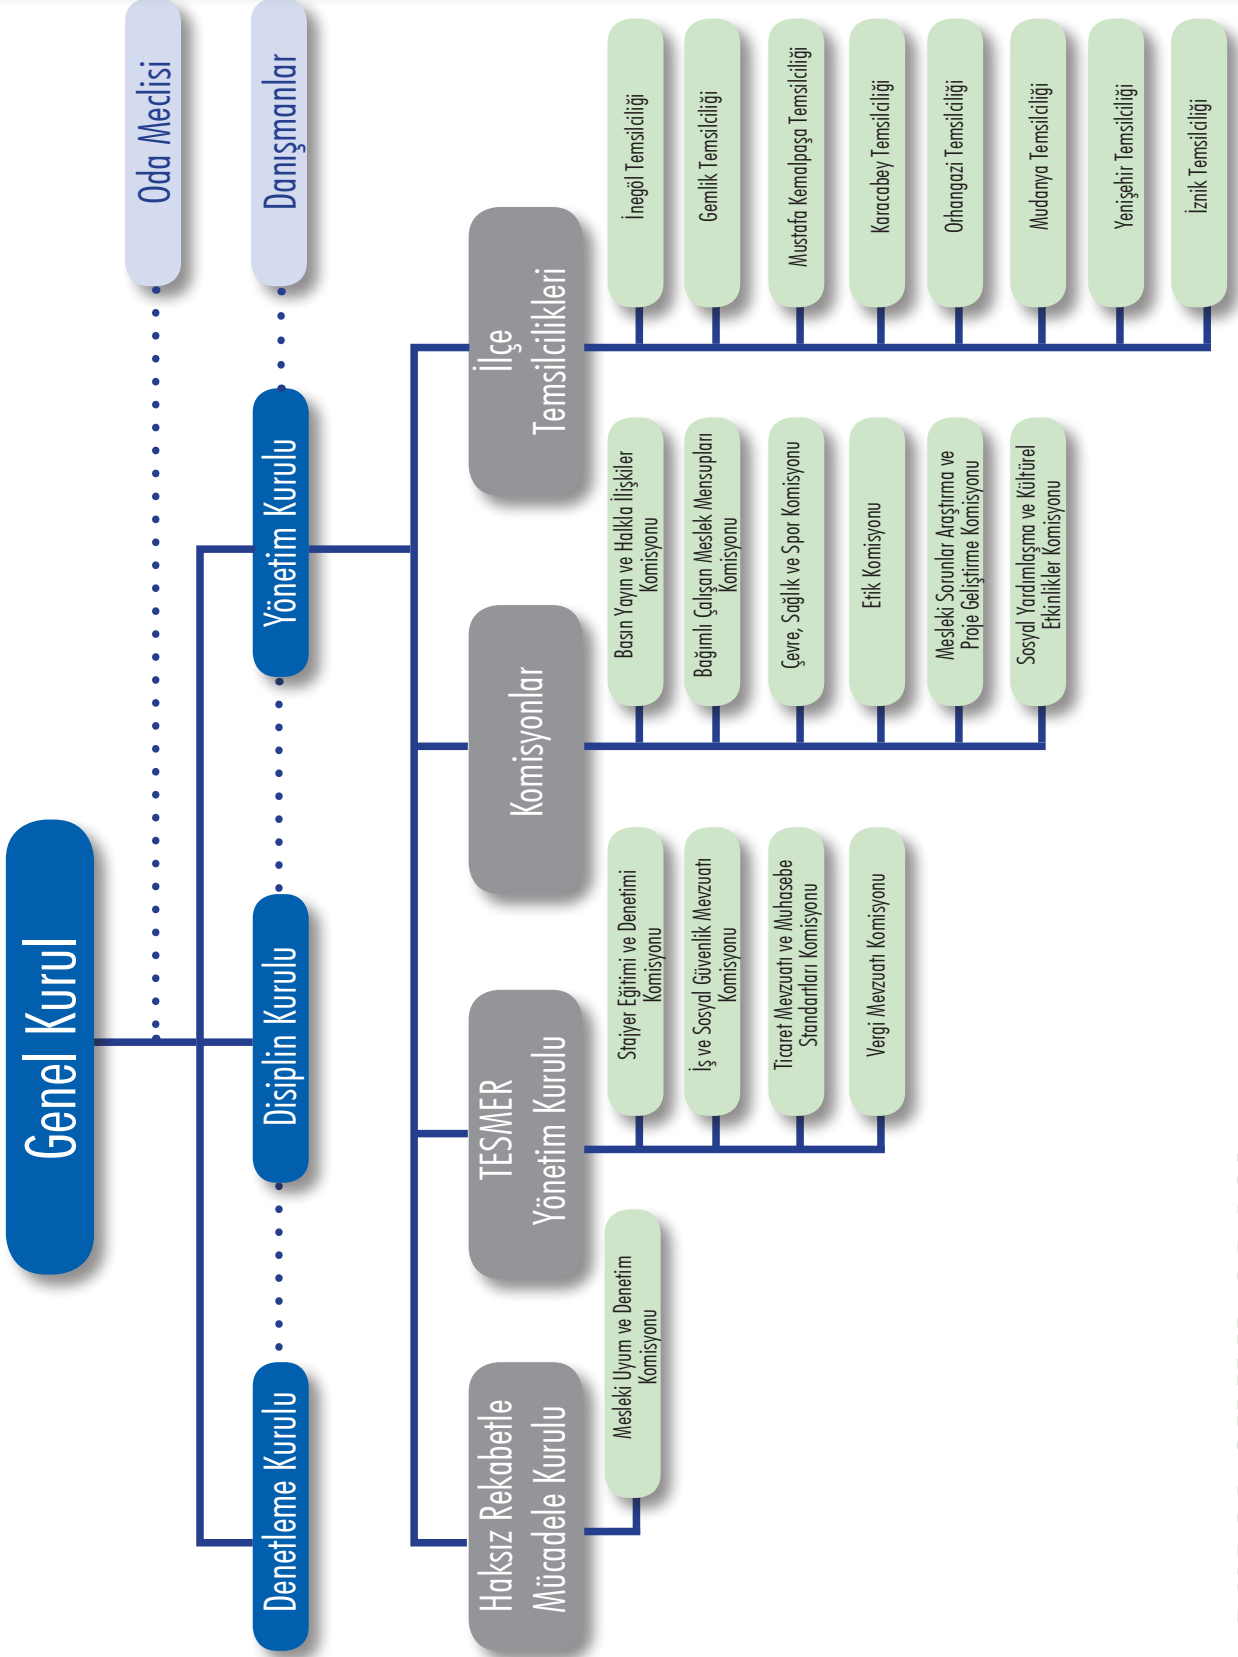 Genel Kurul
Oda Meclisi
Denetleme Kurulu
Disiplin Kurulu
Yönetim Kurulu
Danışmanlar
Haksız Rekabetle
Mücadele Kurulu
TESMER
Yönetim Kurulu
Komisyonlar
İlçe
Temsilcilikleri
Mesleki Uyum ve Denetim
Komisyonu
Stajyer Eğitimi ve Denetimi
Komisyonu
İş ve Sosyal Güvenlik Mevzuatı
Komisyonu
Ticaret Mevzuatı ve Muhasebe
Standartları Komisyonu
Vergi Mevzuatı Komisyonu
Basın Yayın ve Halkla İlişkiler
Komisyonu
Bağımlı Çalışan Meslek Mensupları
Komisyonu
Çevre, Sağlık ve Spor Komisyonu
Etik Komisyonu
Mesleki Sorunlar Araştırma ve
Proje Geliştirme Komisyonu
Sosyal Yardımlaşma ve Kültürel
Etkinlikler Komisyonu
İnegöl Temsilciliği
Gemlik Temsilciliği
Mustafa Kemalpaşa Temsilciliği
Karacabey Temsilciliği
Orhangazi Temsilciliği
Mudanya Temsilciliği
Yenişehir Temsilciliği
İznik Temsilciliği